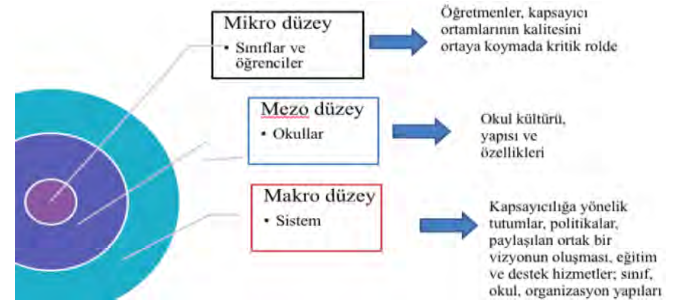 Mikro düzey
• Sınıflar ve
öğrenciler
Öğretmenler, kapsayıcı
ortamlarının kalitesini
ortaya koymada kritik rolde
Mezo düzey
• Okullar
Okul kültürü,
yapısı ve
özellikleri
Makro düzey
• Sistem
Kapsayıcılığa yönelik
tutumlar, politikalar,
paylaşılan ortak bir
vizyonun oluşması, eğitim
ve destek hizmetler; sınıf,
okul, organizasyon yapıları